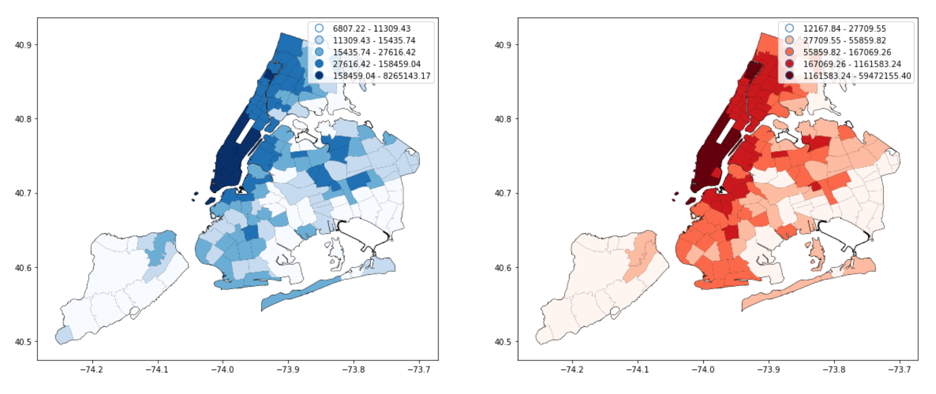 6807.22 - 11309.43
11309.43 - 15435.74
15435.74 - 27616.42
27616.42 - 158459.04
158459.04 - 8265143.17
40.9
40.8
40.7
40.6
40.5
−74.2
−74.1
−74.0
−73.9
−73.8
−73.7
12167.84 - 27709.55
27709.55 - 55859.82
55859.82 - 167069.26
167069.26 - 1161583.24
1161583.24 - 59472155.40
40.9
40.8
40.7
40.6
40.5
−74.2
−74.1
−74.0
−73.9
−73.8
−73.7